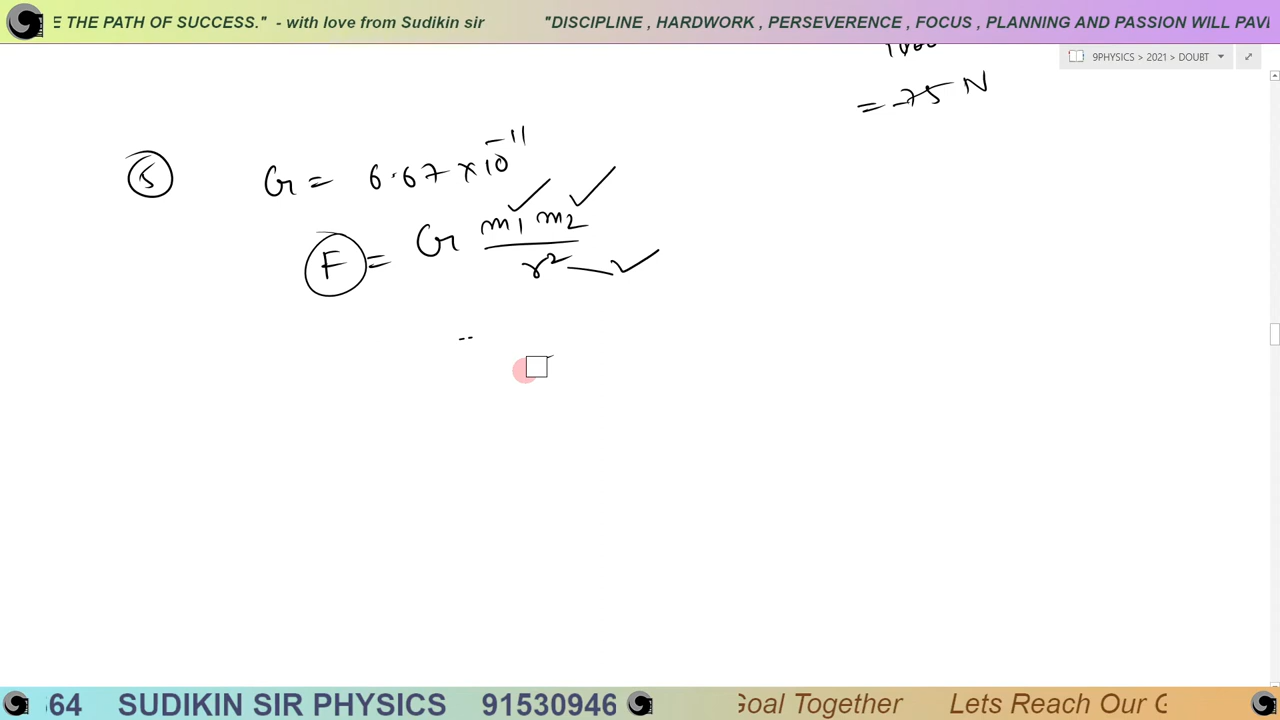 E THE PATH OF SUCCESS." - with love from Sudikin sir "DISCIPLINE , HARDWORK , PERSEVERENCE , FOCUS , PLANNING AND PASSION WILL PAVI
9PHYSICS > 2021 > DOUBT
= 75 N
5 G = 6.67 × 10⁻¹¹
F = G m₁ m₂ / r²
64 SUDIKIN SIR PHYSICS 91530946 Goal Together Lets Reach Our G